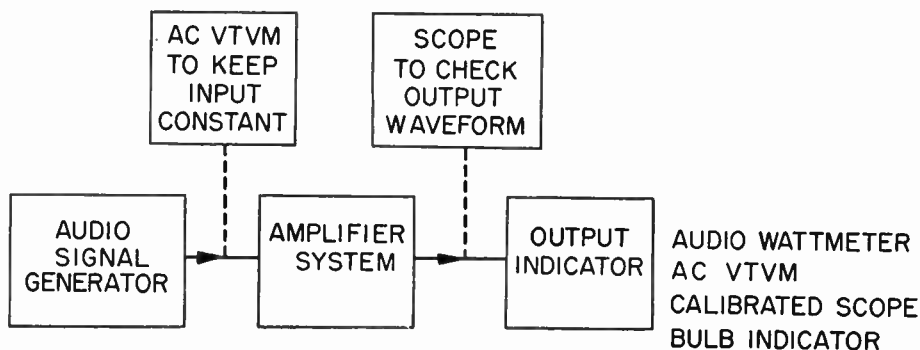 AC VTVM
TO KEEP
INPUT
CONSTANT
SCOPE
TO CHECK
OUTPUT
WAVEFORM
AUDIO
SIGNAL
GENERATOR
AMPLIFIER
SYSTEM
OUTPUT
INDICATOR
AUDIO WATTMETER
AC VTVM
CALIBRATED SCOPE
BULB INDICATOR